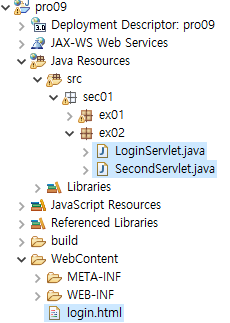 pro09
Deployment Descriptor: pro09
JAX-WS Web Services
Java Resources
src
sec01
ex01
ex02
LoginServlet.java
SecondServlet.java
Libraries
JavaScript Resources
Referenced Libraries
build
WebContent
META-INF
WEB-INF
login.html